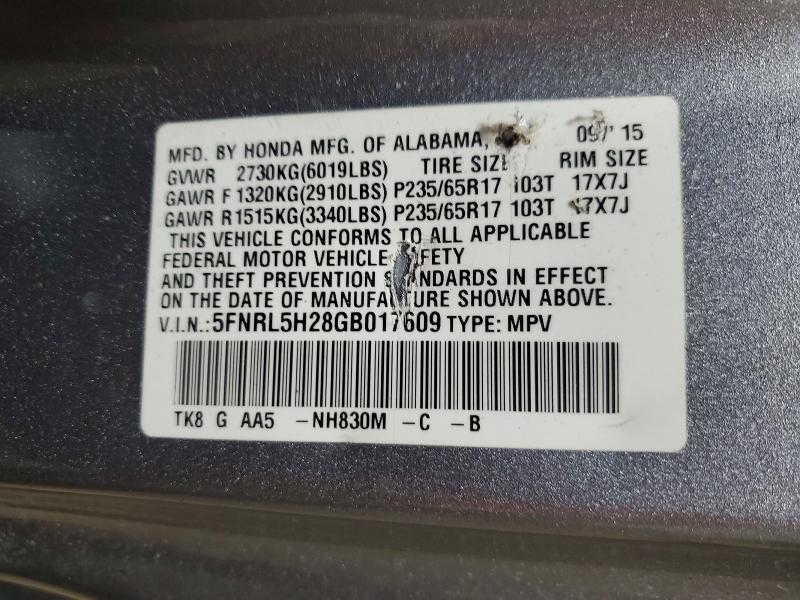 MFD. BY HONDA MFG. OF ALABAMA, 09/ 15
GVWR 2730KG(6019LBS) TIRE SIZE RIM SIZE
GAWR F 1320KG(2910LBS) P235/65R17 103T 17X7J
GAWR R1515KG(3340LBS) P235/65R17 103T 17X7J
THIS VEHICLE CONFORMS TO ALL APPLICABLE
FEDERAL MOTOR VEHICLE SAFETY
AND THEFT PREVENTION STANDARDS IN EFFECT
ON THE DATE OF MANUFACTURE SHOWN ABOVE.
V.I.N.: 5FNRL5H28GB017609 TYPE: MPV
TK8 G AA5 -NH830M -C -B